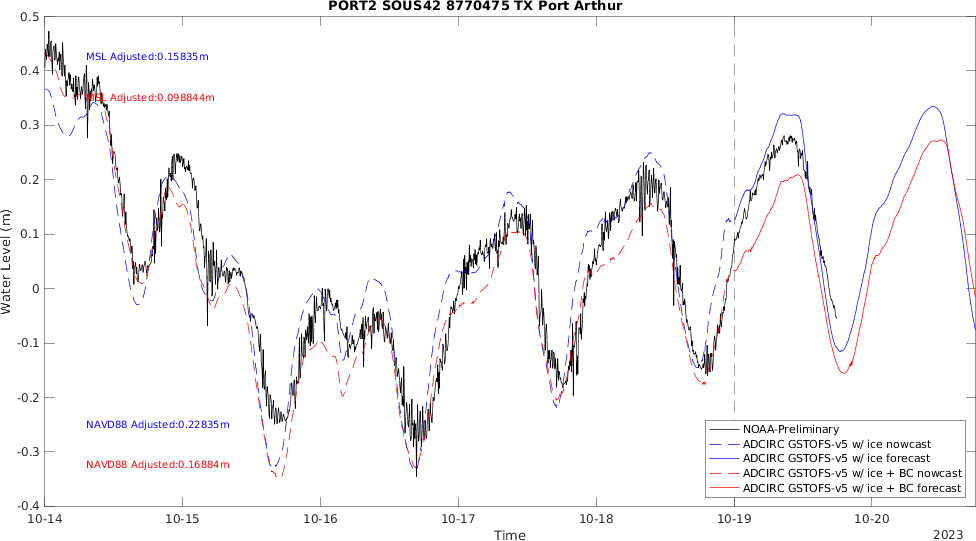 PORT2 SOUS42 8770475 TX Port Arthur
0.5
0.4
0.3
0.2
0.1
0
-0.1
-0.2
-0.3
-0.4
Water Level (m)
MSL Adjusted:0.15835m
MSL Adjusted:0.098844m
NAVD88 Adjusted:0.22835m
NAVD88 Adjusted:0.16884m
NOAA-Preliminary
ADCIRC GSTOFS-v5 w/ ice nowcast
ADCIRC GSTOFS-v5 w/ ice forecast
ADCIRC GSTOFS-v5 w/ ice + BC nowcast
ADCIRC GSTOFS-v5 w/ ice + BC forecast
10-14 10-15 10-16 10-17 10-18 10-19 10-20
Time
2023